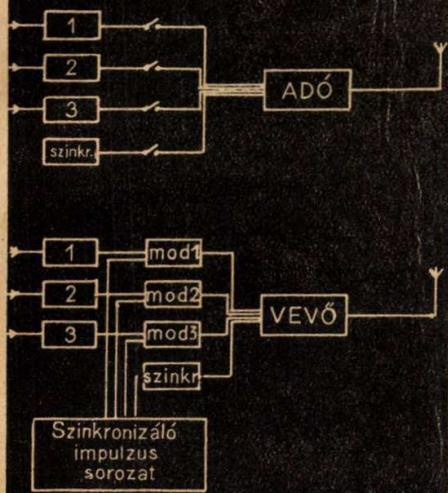 1
2
ADÓ
3
szinkr.
1 mod1
2 mod2
VEVŐ
3 mod3
szinkr
Szinkronizáló
impulzus
sorozat